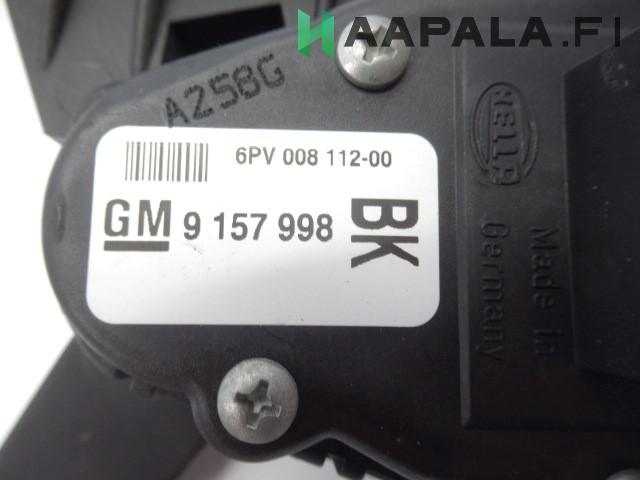 HAAPALA.FI
A258G
HELLA
6PV 008 112-00
GM 9 157 998 BK
Made in
Germany